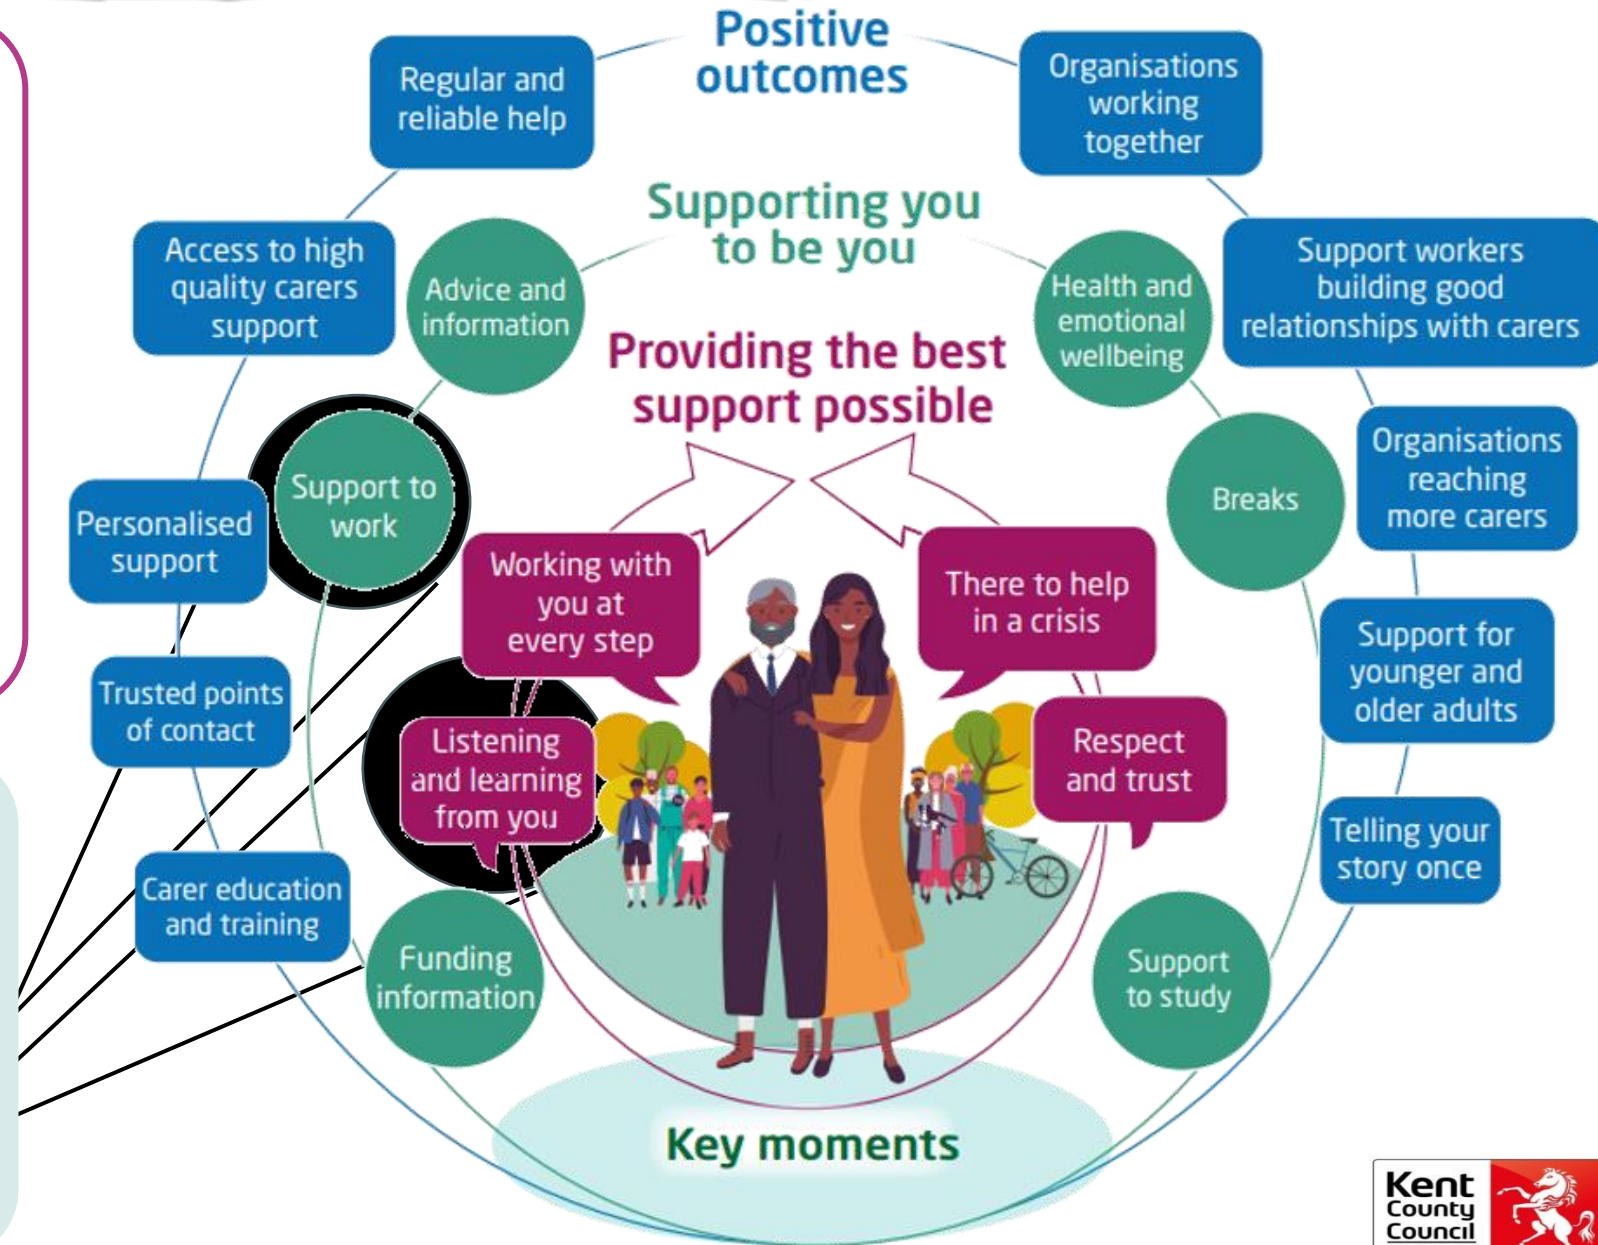 Positive
outcomes
Regular and
reliable help
Organisations
working
together
Supporting you
to be you
Access to high
quality carers
support
Advice and
information
Health and
emotional
wellbeing
Support workers
building good
relationships with carers
Providing the best
support possible
Support to
work
Breaks
Organisations
reaching
more carers
Personalised
support
Working with
you at
every step
There to help
in a crisis
Support for
younger and
older adults
Trusted points
of contact
Listening
and learning
from you
Respect
and trust
Telling your
story once
Carer education
and training
Funding
information
Support
to study
Key moments
Kent
County
Council